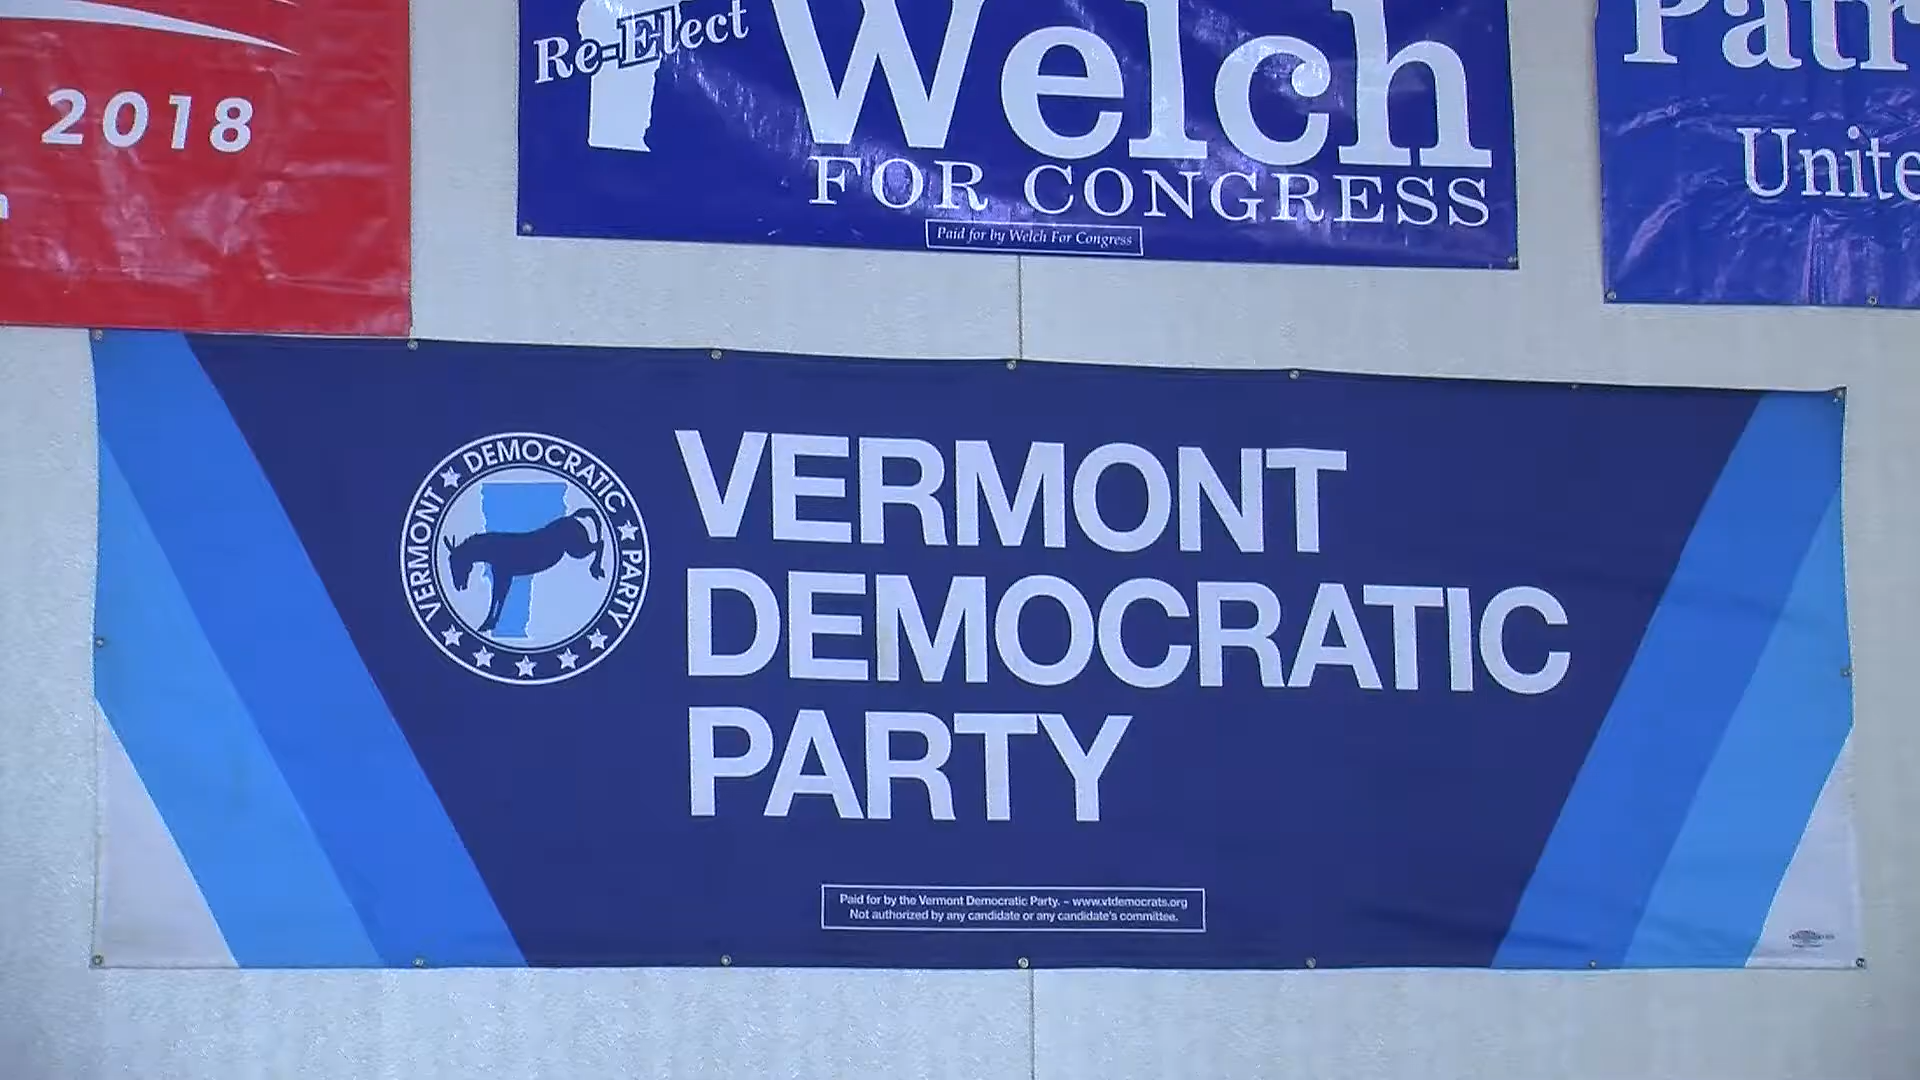 2018
Re-Elect
Welch
FOR CONGRESS
Paid for by Welch For Congress
Patr
Unite
VERMONT DEMOCRATIC PARTY
VERMONT
DEMOCRATIC
PARTY
Paid for by the Vermont Democratic Party. – www.vtdemocrats.org
Not authorized by any candidate or any candidate's committee.